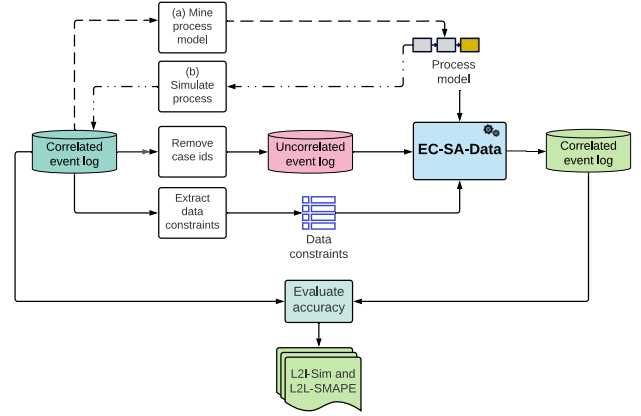 (a) Mine
process
model
(b)
Simulate
process
Process
model
Correlated
event log
Remove
case ids
Uncorrelated
event log
EC-SA-Data
Correlated
event log
Extract
data
constraints
Data
constraints
Evaluate
accuracy
L2l-Sim and
L2L-SMAPE